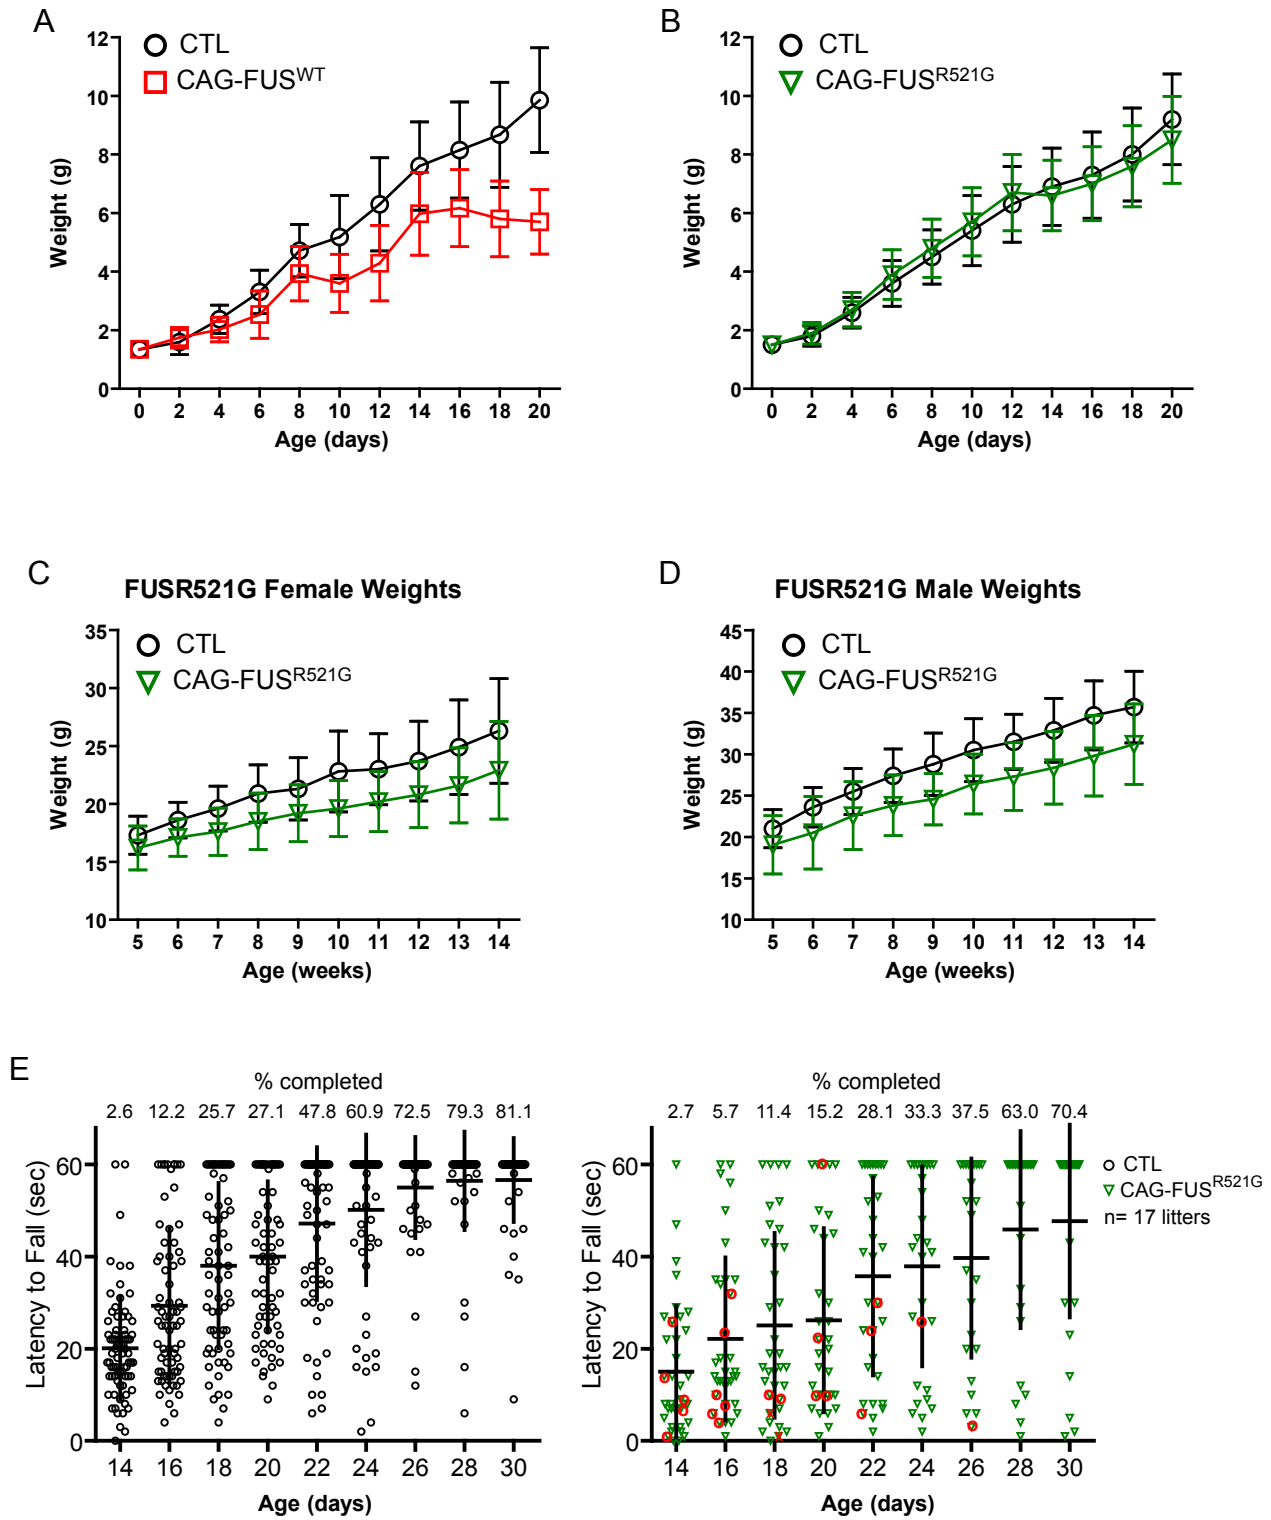 A
CTL
CAG-FUSWT
12
10
8
6
4
2
0
Weight (g)
0 2 4 6 8 10 12 14 16 18 20
Age (days)
B
CTL
CAG-FUSR521G
12
10
8
6
4
2
0
Weight (g)
0 2 4 6 8 10 12 14 16 18 20
Age (days)
C
FUSR521G Female Weights
CTL
CAG-FUSR521G
35
30
25
20
15
10
Weight (g)
5 6 7 8 9 10 11 12 13 14
Age (weeks)
D
FUSR521G Male Weights
CTL
CAG-FUSR521G
45
40
35
30
25
20
15
10
Weight (g)
5 6 7 8 9 10 11 12 13 14
Age (weeks)
E
% completed
2.6 12.2 25.7 27.1 47.8 60.9 72.5 79.3 81.1
60
40
20
0
Latency to Fall (sec)
14 16 18 20 22 24 26 28 30
Age (days)
% completed
2.7 5.7 11.4 15.2 28.1 33.3 37.5 63.0 70.4
60
40
20
0
Latency to Fall (sec)
14 16 18 20 22 24 26 28 30
Age (days)
CTL
CAG-FUSR521G
n= 17 litters